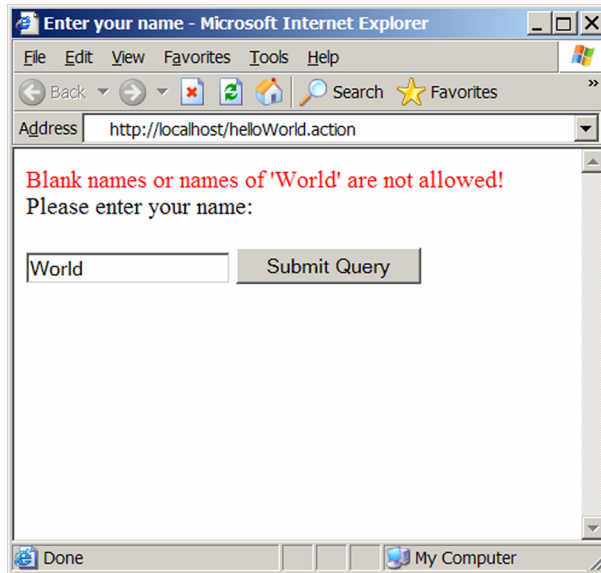 Enter your name - Microsoft Internet Explorer
File Edit View Favorites Tools Help
Back Search Favorites »
Address http://localhost/helloWorld.action
Blank names or names of 'World' are not allowed!
Please enter your name:
World Submit Query
Done My Computer